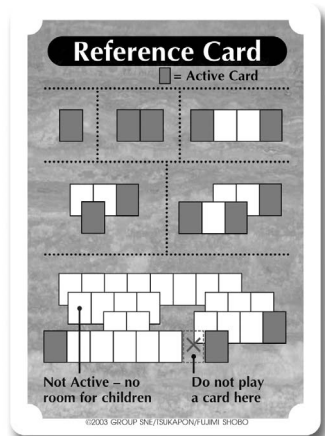 Reference Card
= Active Card
Not Active – no
room for children
Do not play
a card here
©2003 GROUP SNE/TSUKAPON/FUJIMI SHOBO